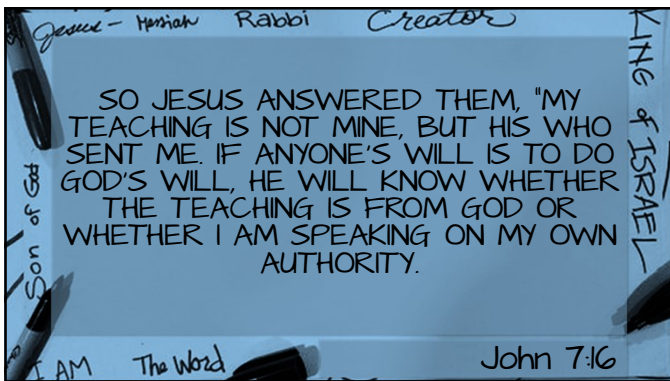 Jesus - Messiah Rabbi Creator
KING of ISRAEL
SO JESUS ANSWERED THEM, "MY
TEACHING IS NOT MINE, BUT HIS WHO
SENT ME. IF ANYONE'S WILL IS TO DO
GOD'S WILL, HE WILL KNOW WHETHER
THE TEACHING IS FROM GOD OR
WHETHER I AM SPEAKING ON MY OWN
AUTHORITY.
Son of God
I AM The Word
John 7:16